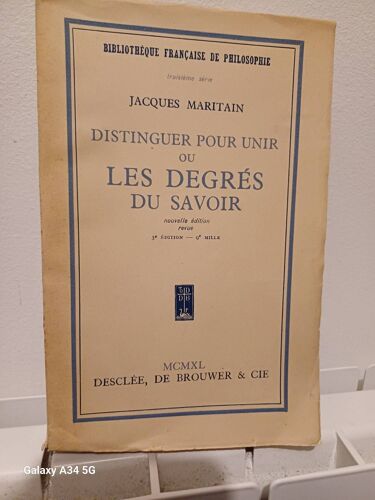 BIBLIOTHÈQUE FRANÇAISE DE PHILOSOPHIE
troisième série
JACQUES MARITAIN
DISTINGUER POUR UNIR
OU
LES DEGRÉS
DU SAVOIR
nouvelle édition
revue
3e ÉDITION — 9e MILLE
MCMXL
DESCLÉE, DE BROUWER & CIE
Galaxy A34 5G